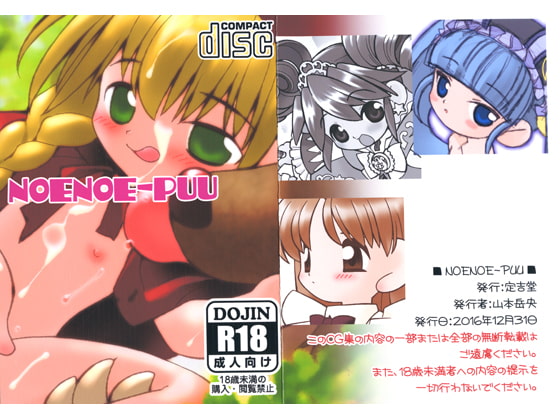 COMPACT
disc
NOENOE-PUU
DOJIN
R18
成人向け
18歳未満の
購入・閲覧禁止
■ NOENOE-PUU ■
発行:定吉堂
発行者:山本岳央
発行日:2016年12月31日
このCG集の内容の一部または全部の無断転載は
ご遠慮ください。
また、18歳未満者への内容の提示を
一切行わないでください。